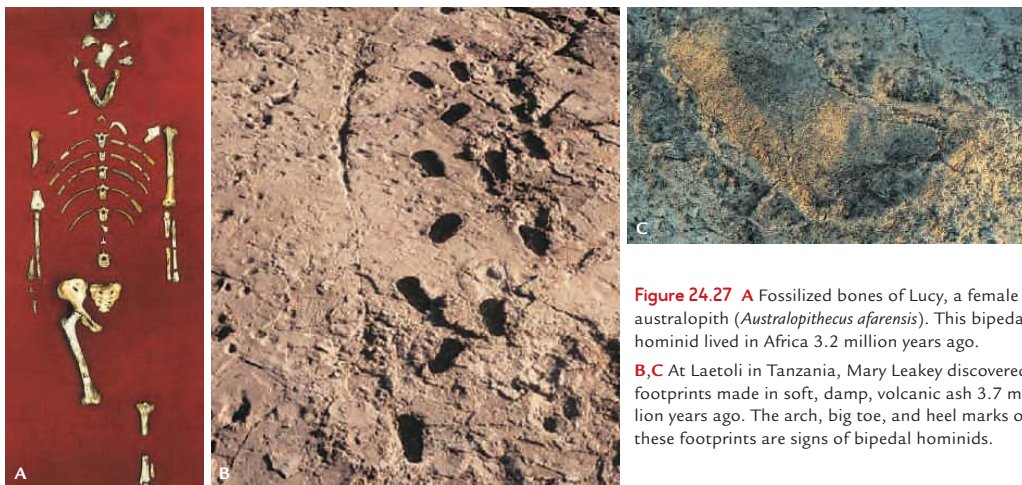 A
B
C
Figure 24.27 A Fossilized bones of Lucy, a female
australopith (Australopithecus afarensis). This bipeda
hominid lived in Africa 3.2 million years ago.
B,C At Laetoli in Tanzania, Mary Leakey discovered
footprints made in soft, damp, volcanic ash 3.7 m
lion years ago. The arch, big toe, and heel marks o
these footprints are signs of bipedal hominids.